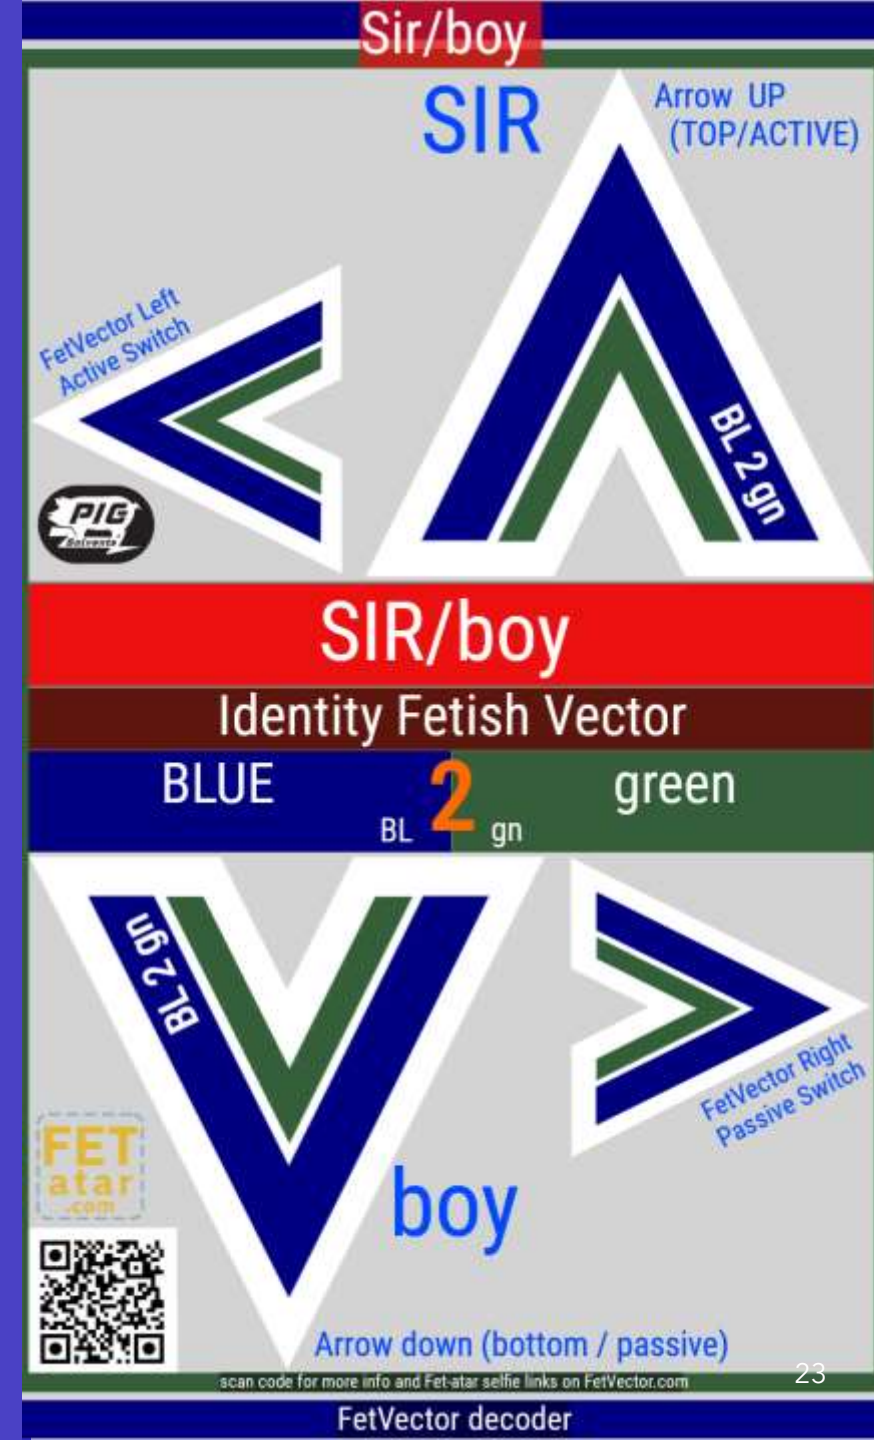 Sir/boy
SIR
Arrow UP
(TOP/ACTIVE)
FetVector Left
Active Switch
BL 2 gn
PIG
Solvents
SIR/boy
Identity Fetish Vector
BLUE
2
green
BL
gn
BL 2 gn
FetVector Right
Passive Switch
FET
atar
.com
boy
Arrow down (bottom / passive)
23
scan code for more info and Fet-atar selfie links on FetVector.com
FetVector decoder